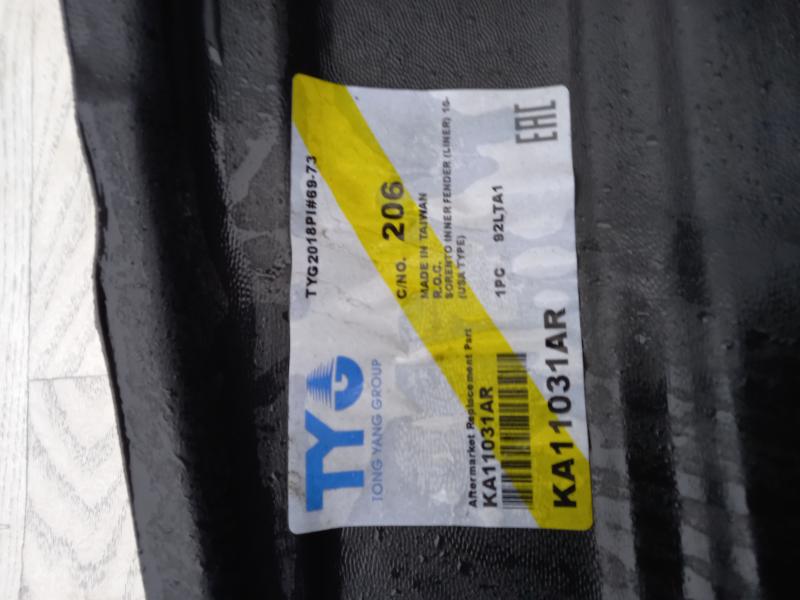 TYG
TONG YANG GROUP
TYG2018PI#69-73
C/NO. 206
MADE IN TAIWAN
R.O.C.
SORENTO INNER FENDER (LINER) 16-
(USA TYPE)
1PC 92LTA1
Aftermarket Replacement Part
KA11031AR
KA11031AR
EAC